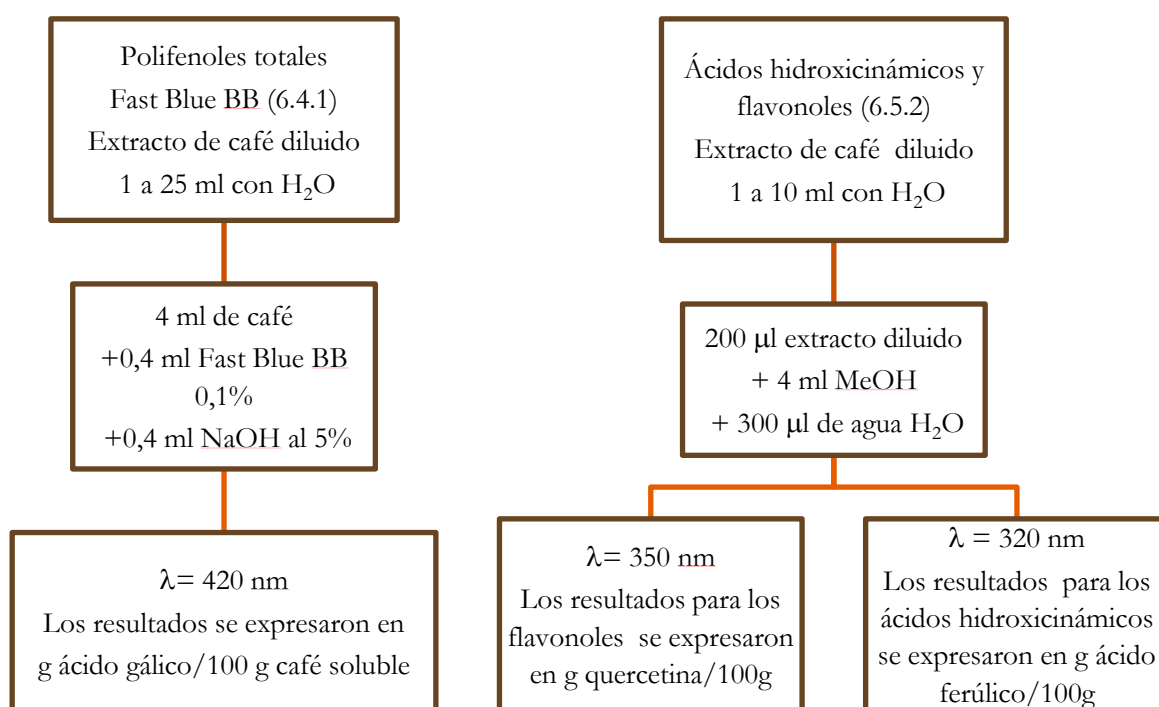 Polifenoles totales
Fast Blue BB (6.4.1)
Extracto de café diluido
1 a 25 ml con H₂O
4 ml de café
+0,4 ml Fast Blue BB
0,1%
+0,4 ml NaOH al 5%
λ= 420 nm
Los resultados se expresaron en
g ácido gálico/100 g café soluble
Ácidos hidroxicinámicos y
flavonoles (6.5.2)
Extracto de café diluido
1 a 10 ml con H₂O
200 μl extracto diluido
+ 4 ml MeOH
+ 300 μl de agua H₂O
λ= 350 nm
Los resultados para los
flavonoles se expresaron
en g quercetina/100g
λ = 320 nm
Los resultados para los
ácidos hidroxicinámicos
se expresaron en g ácido
ferúlico/100g